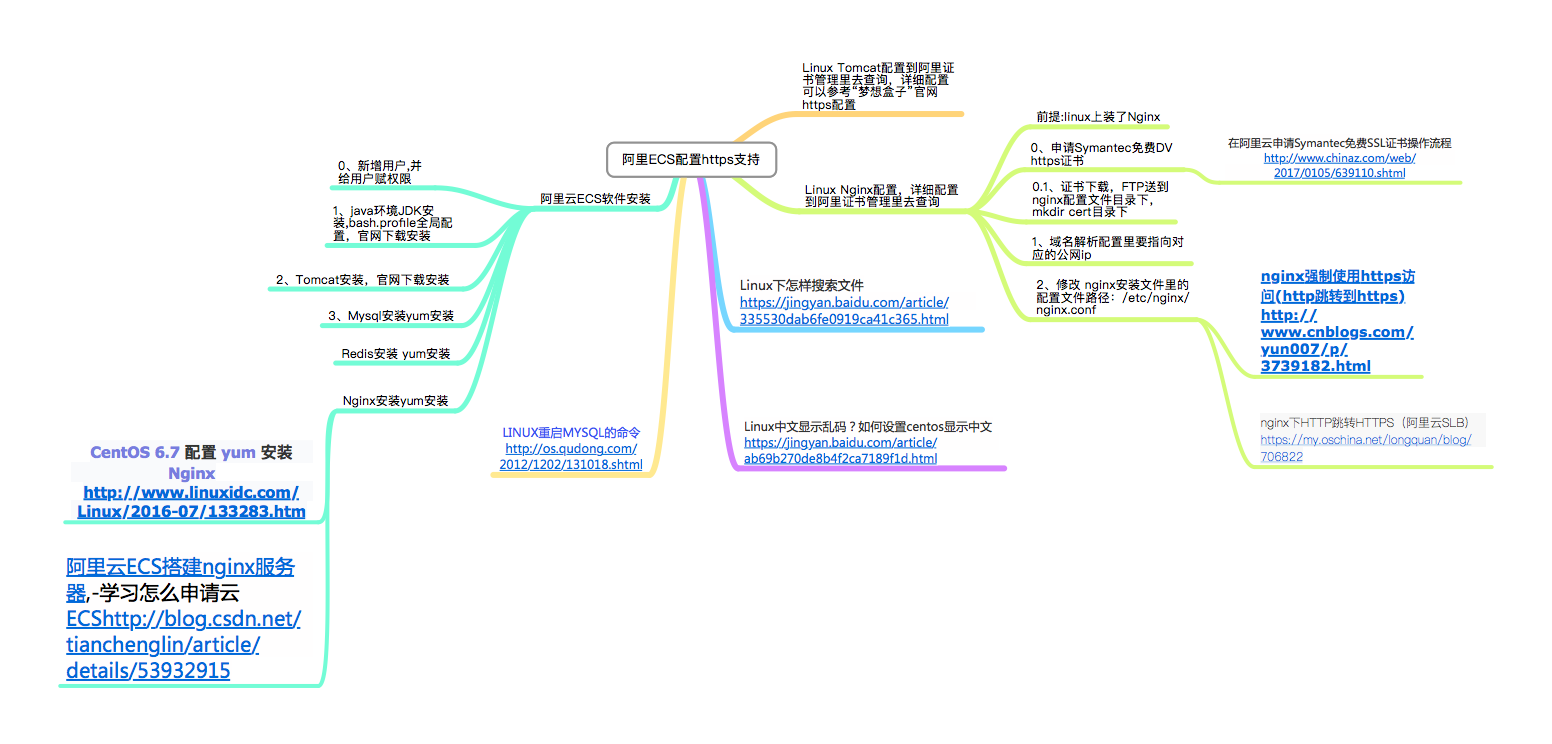 阿里ECS配置https支持
Linux Tomcat配置到阿里证
书管理里去查询，详细配置
可以参考“梦想盒子”官网
https配置
Linux Nginx配置，详细配置
到阿里证书管理里去查询
前提:linux上装了Nginx
0、申请Symantec免费DV
https证书
在阿里云申请Symantec免费SSL证书操作流程
http://www.chinaz.com/web/
2017/0105/639110.shtml
0.1、证书下载，FTP送到
nginx配置文件目录下，
mkdir cert目录下
1、域名解析配置里要指向对
应的公网ip
2、修改 nginx安装文件里的
配置文件路径：/etc/nginx/
nginx.conf
nginx强制使用https访
问(http跳转到https)
http://
www.cnblogs.com/
yun007/p/
3739182.html
nginx下HTTP跳转HTTPS（阿里云SLB）
https://my.oschina.net/longquan/blog/
706822
Linux下怎样搜索文件
https://jingyan.baidu.com/article/
335530dab6fe0919ca41c365.html
Linux中文显示乱码？如何设置centos显示中文
https://jingyan.baidu.com/article/
ab69b270de8b4f2ca7189f1d.html
LINUX重启MYSQL的命令
http://os.qudong.com/
2012/1202/131018.shtml
阿里云ECS软件安装
0、新增用户,并
给用户赋权限
1、java环境JDK安
装,bash.profile全局配
置，官网下载安装
2、Tomcat安装，官网下载安装
3、Mysql安装yum安装
Redis安装 yum安装
Nginx安装yum安装
CentOS 6.7 配置 yum 安装
Nginx
http://www.linuxidc.com/
Linux/2016-07/133283.htm
阿里云ECS搭建nginx服务
器,-学习怎么申请云
ECShttp://blog.csdn.net/
tianchenglin/article/
details/53932915